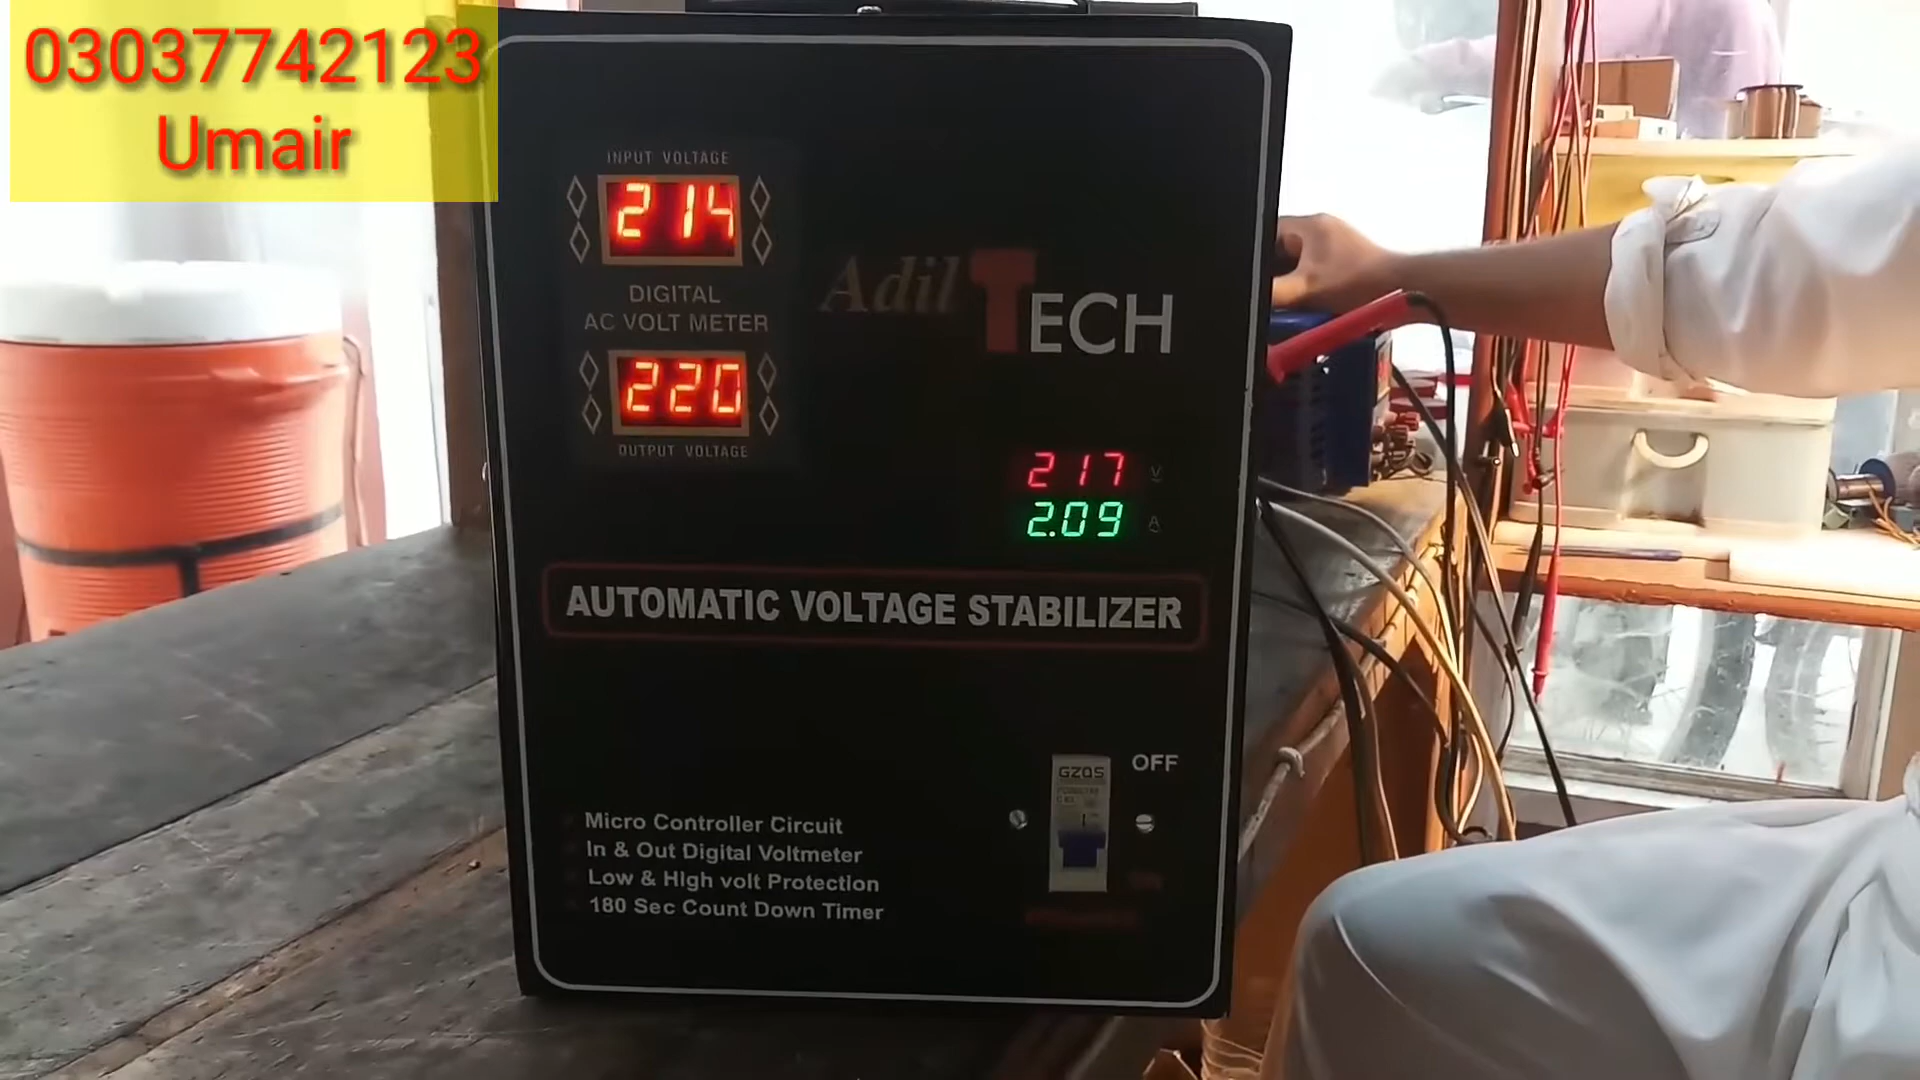 03037742123
Umair
INPUT VOLTAGE
214
DIGITAL
AC VOLT METER
220
OUTPUT VOLTAGE
Adil TECH
217 V
2.09 A
AUTOMATIC VOLTAGE STABILIZER
OFF
GZQS
Micro Controller Circuit
In & Out Digital Voltmeter
Low & HIgh volt Protection
180 Sec Count Down Timer